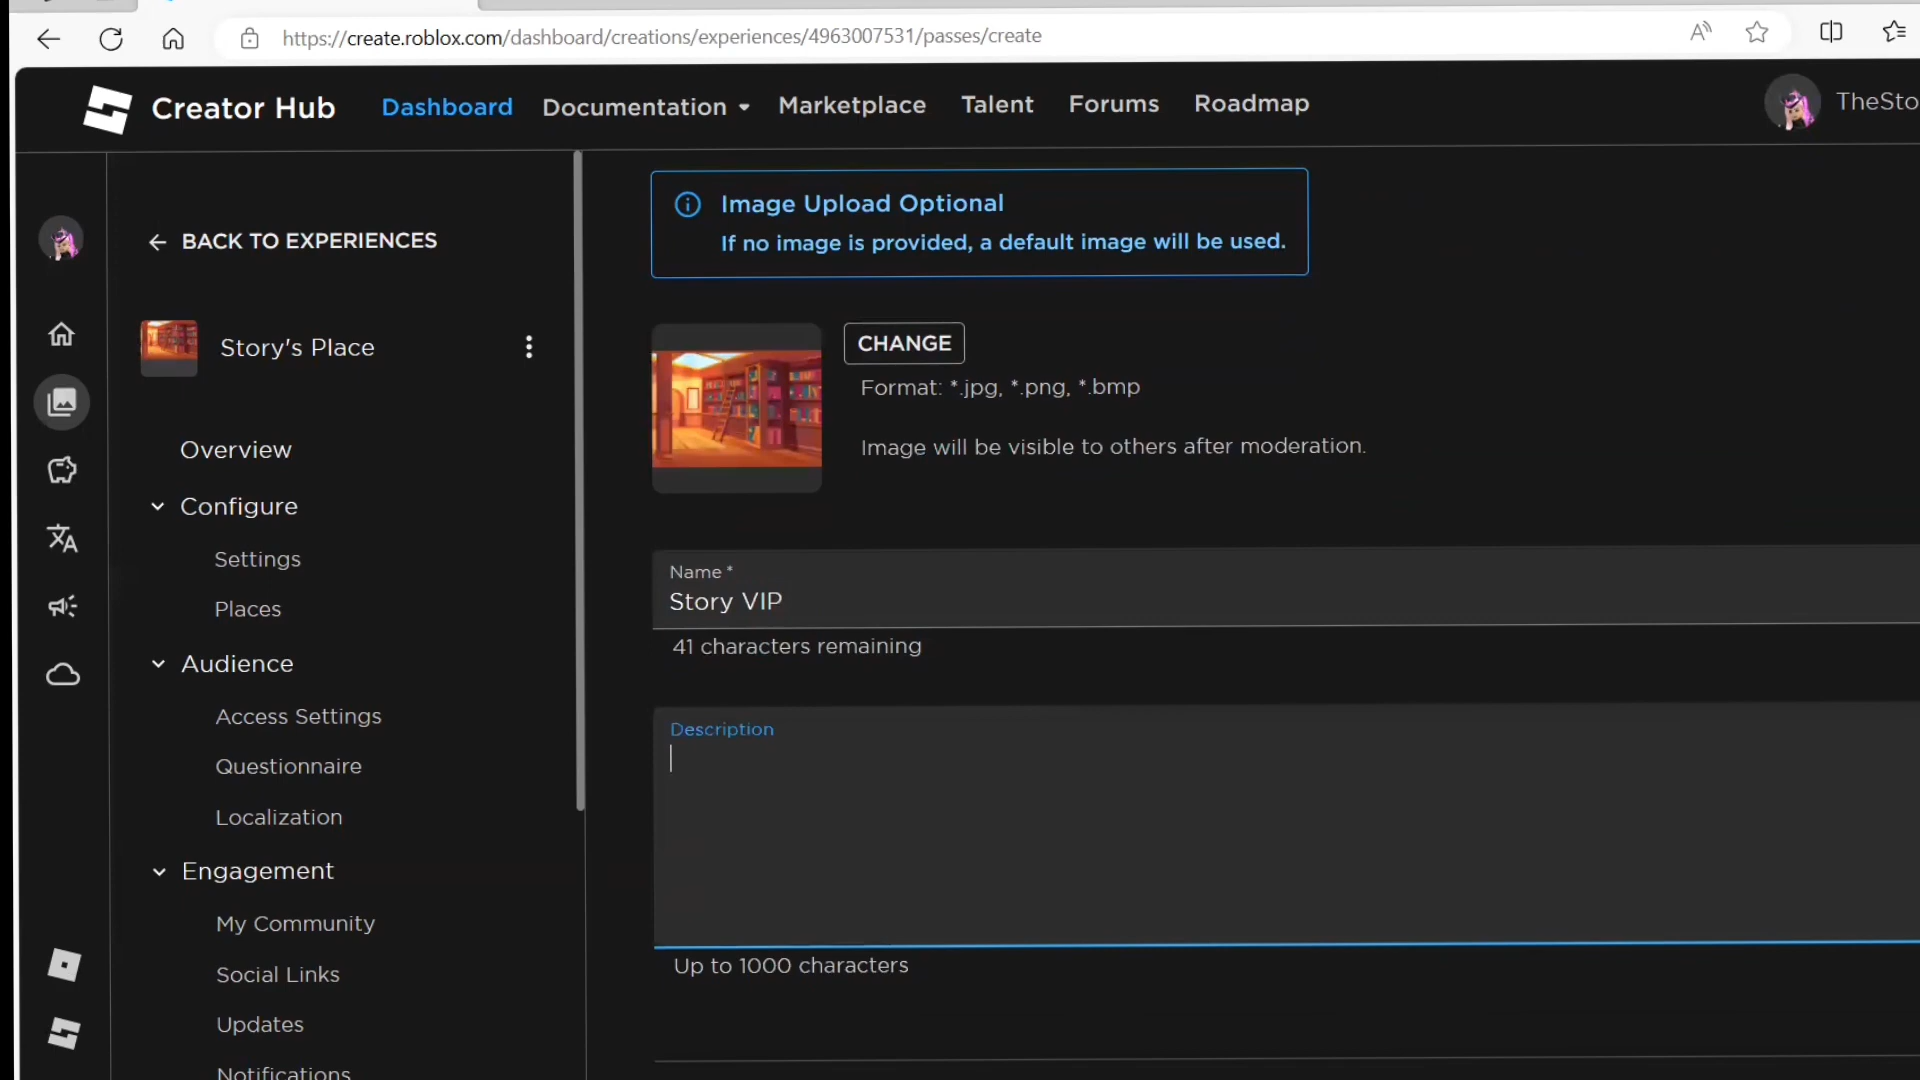 https://create.roblox.com/dashboard/creations/experiences/4963007531/passes/create
Creator Hub
Dashboard
Documentation
Marketplace
Talent
Forums
Roadmap
TheSto
BACK TO EXPERIENCES
Story's Place
Overview
Configure
Settings
Places
Audience
Access Settings
Questionnaire
Localization
Engagement
My Community
Social Links
Updates
Notifications
Image Upload Optional
If no image is provided, a default image will be used.
CHANGE
Format: *.jpg, *.png, *.bmp
Image will be visible to others after moderation.
Name *
Story VIP
41 characters remaining
Description
Up to 1000 characters